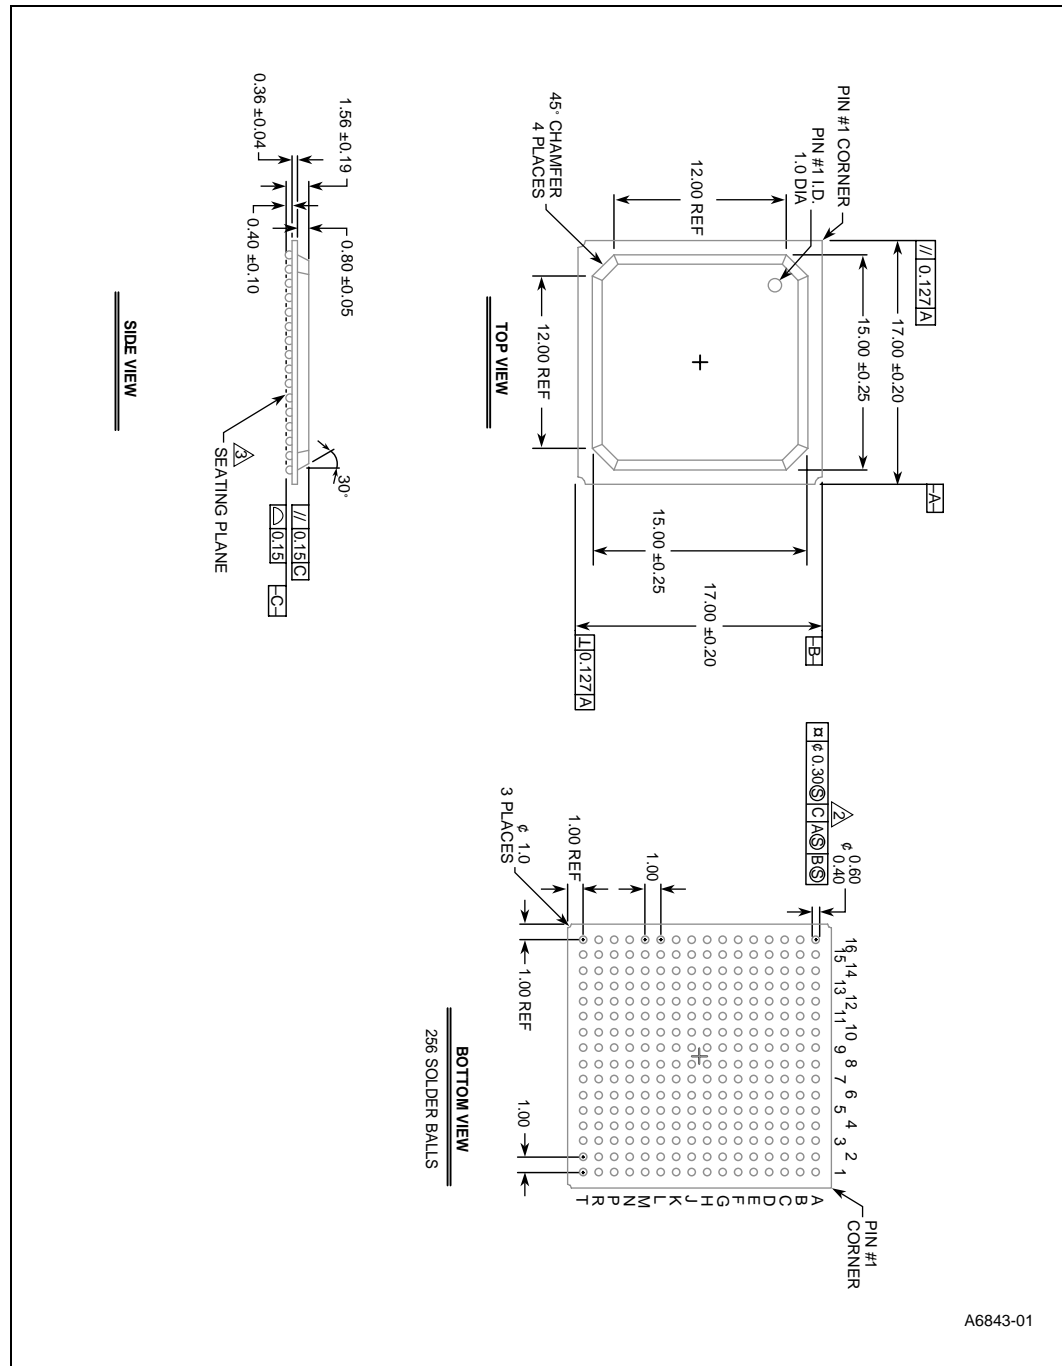 PIN #1 CORNER
PIN #1 I.D.
1.0 DIA
45° CHAMFER
4 PLACES
// 0.127 A
17.00 ±0.20
15.00 ±0.25
12.00 REF
-A-
12.00 REF
15.00 ±0.25
17.00 ±0.20
-B-
⊥ 0.127 A
TOP VIEW
1.56 ±0.19
0.36 ±0.04
0.80 ±0.05
0.40 ±0.10
30°
3
SEATING PLANE
// 0.15 C
⌓ 0.15
-C-
SIDE VIEW
2
¤ ¢ 0.30 Ⓢ C A Ⓢ B Ⓢ
¢ 0.60
0.40
1.00
1.00 REF
¢ 1.0
3 PLACES
1.00 REF
1.00
16 15 14 13 12 11 10 9 8 7 6 5 4 3 2 1
A
B
C
D
E
F
G
H
J
K
L
M
N
P
R
T
PIN #1
CORNER
BOTTOM VIEW
256 SOLDER BALLS
A6843-01